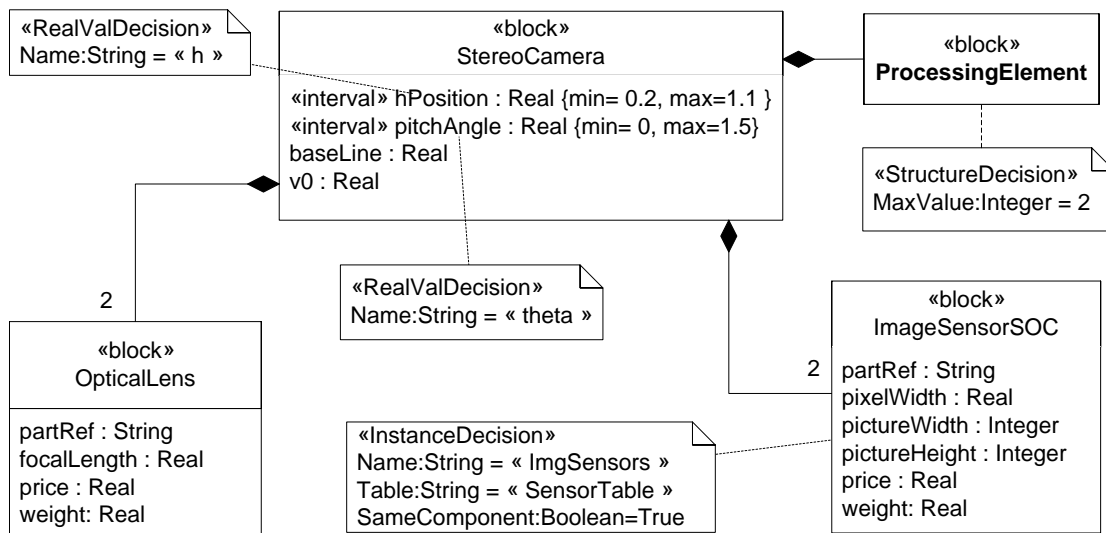 «RealValDecision»
Name:String = « h »
«block»
StereoCamera
«interval» hPosition : Real {min= 0.2, max=1.1 }
«interval» pitchAngle : Real {min= 0, max=1.5}
baseLine : Real
v0 : Real
«block»
ProcessingElement
«StructureDecision»
MaxValue:Integer = 2
«RealValDecision»
Name:String = « theta »
2
«block»
OpticalLens
partRef : String
focalLength : Real
price : Real
weight: Real
«InstanceDecision»
Name:String = « ImgSensors »
Table:String = « SensorTable »
SameComponent:Boolean=True
2
«block»
ImageSensorSOC
partRef : String
pixelWidth : Real
pictureWidth : Integer
pictureHeight : Integer
price : Real
weight: Real